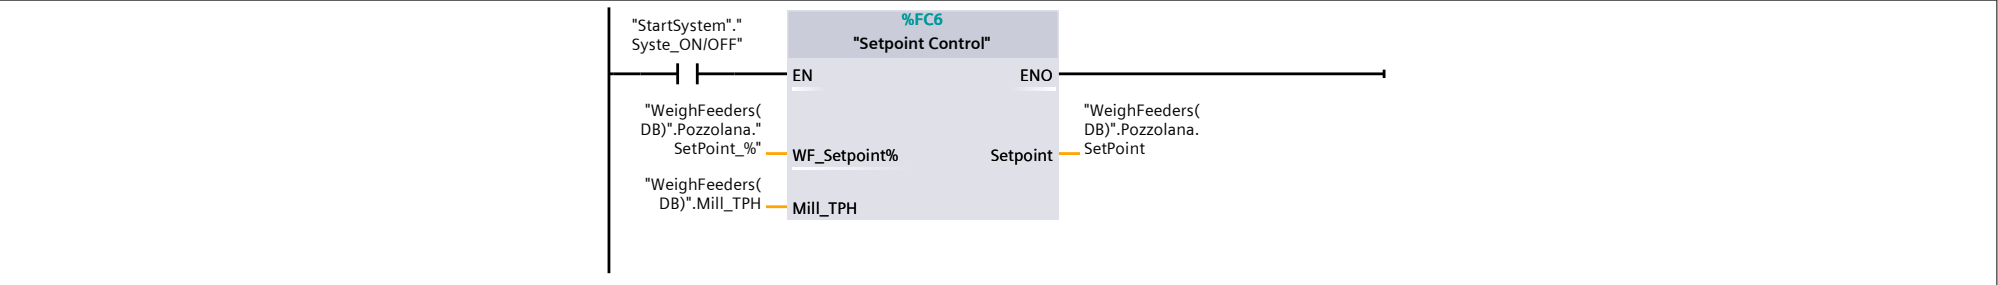 "StartSystem"."
Syste_ON/OFF"
%FC6
"Setpoint Control"
EN
ENO
"WeighFeeders(
DB)".Pozzolana."
SetPoint_%"
WF_Setpoint%
Setpoint
"WeighFeeders(
DB)".Pozzolana.
SetPoint
"WeighFeeders(
DB)".Mill_TPH
Mill_TPH